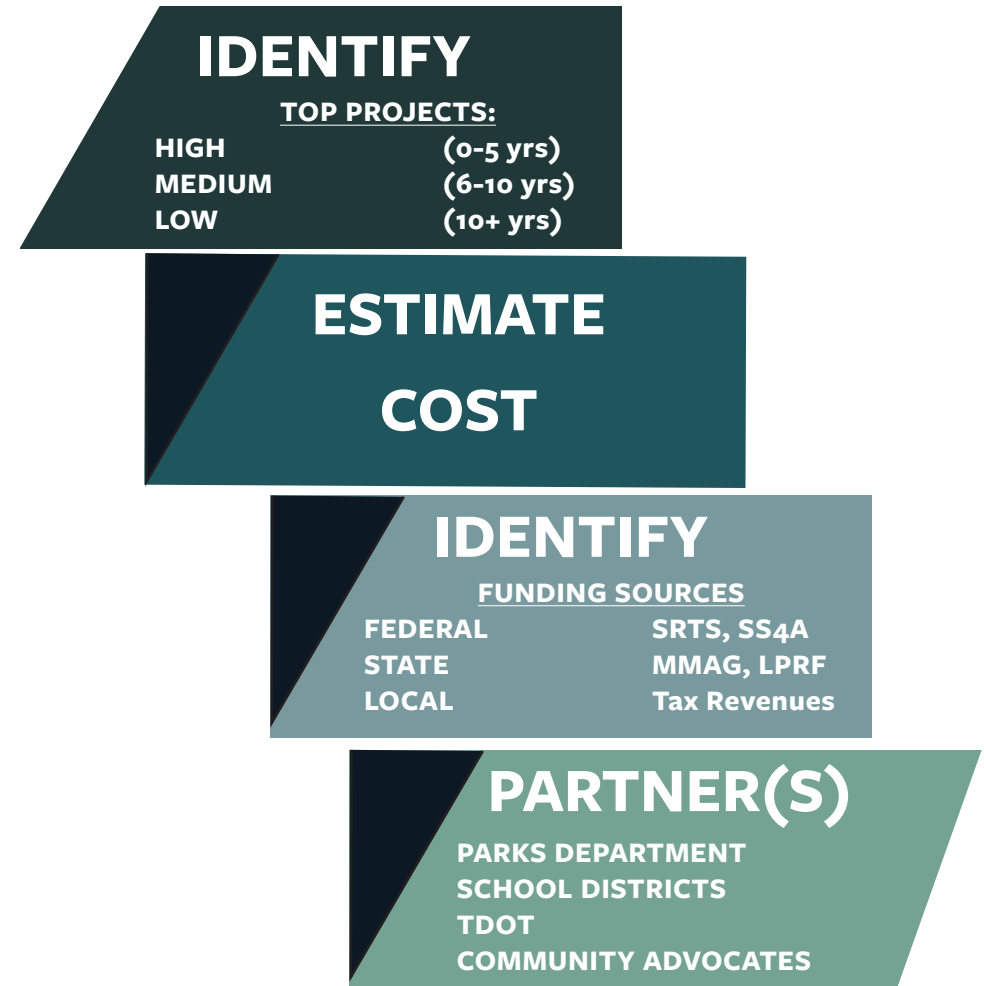 IDENTIFY
TOP PROJECTS:
HIGH (0-5 yrs)
MEDIUM (6-10 yrs)
LOW (10+ yrs)
ESTIMATE
COST
IDENTIFY
FUNDING SOURCES
FEDERAL SRTS, SS4A
STATE MMAG, LPRF
LOCAL Tax Revenues
PARTNER(S)
PARKS DEPARTMENT
SCHOOL DISTRICTS
TDOT
COMMUNITY ADVOCATES